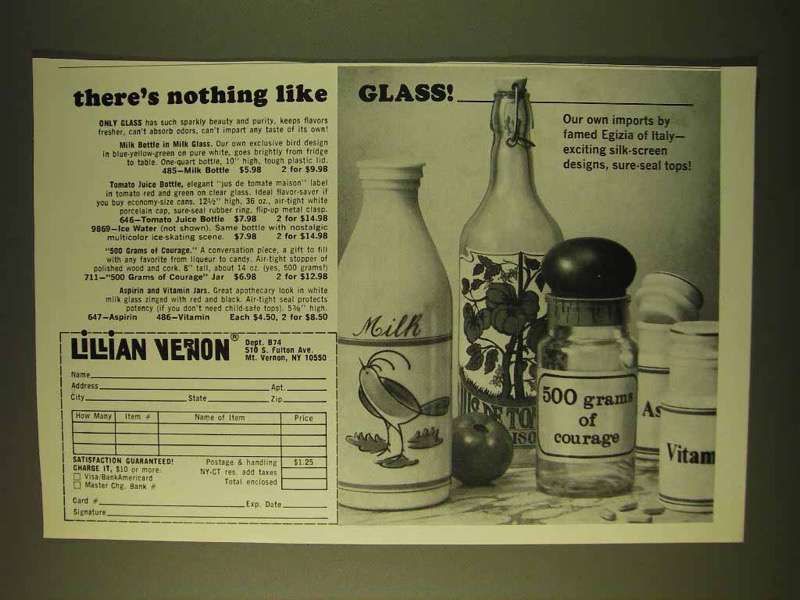 there's nothing like GLASS!
ONLY GLASS has such sparkly beauty and purity, keeps flavors
fresher, can't absorb odors, can't impart any taste of its own!
Milk Bottle in Milk Glass. Our own exclusive bird design
in blue-yellow-green on pure white, goes brightly from fridge
to table. One-quart bottle, 10" high, tough plastic lid.
485—Milk Bottle $5.98 2 for $9.98
Tomato Juice Bottle, elegant "jus de tomate maison" label
in tomato red and green on clear glass. Ideal flavor-saver if
you buy economy-size cans. 12½" high, 36 oz., air-tight white
porcelain cap, sure-seal rubber ring, flip-up metal clasp.
646—Tomato Juice Bottle $7.98 2 for $14.98
9869—Ice Water (not shown). Same bottle with nostalgic
multicolor ice-skating scene. $7.98 2 for $14.98
"500 Grams of Courage." A conversation piece, a gift to fill
with any favorite from liqueur to candy. Air-tight stopper of
polished wood and cork. 8" tall, about 14 oz. (yes, 500 grams!)
711—"500 Grams of Courage" Jar $6.98 2 for $12.98
Aspirin and Vitamin Jars. Great apothecary look in white
milk glass zinged with red and black. Air-tight seal protects
potency (if you don't need child-safe tops). 5⅜" high.
647—Aspirin 486—Vitamin Each $4.50, 2 for $8.50
LILLIAN VERNON®
Dept. B74
510 S. Fulton Ave.
Mt. Vernon, NY 10550
Name
Address Apt.
City State Zip
How Many Item # Name of Item Price
SATISFACTION GUARANTEED!
CHARGE IT, $10 or more:
Visa/BankAmericard
Master Chg. Bank #
Postage & handling $1.25
NY-CT res. add taxes
Total enclosed
Card # Exp. Date
Signature
Our own imports by
famed Egizia of Italy—
exciting silk-screen
designs, sure-seal tops!
Milk
JUS DE TOM
ISO
500 grams
of
courage
As
Vitam